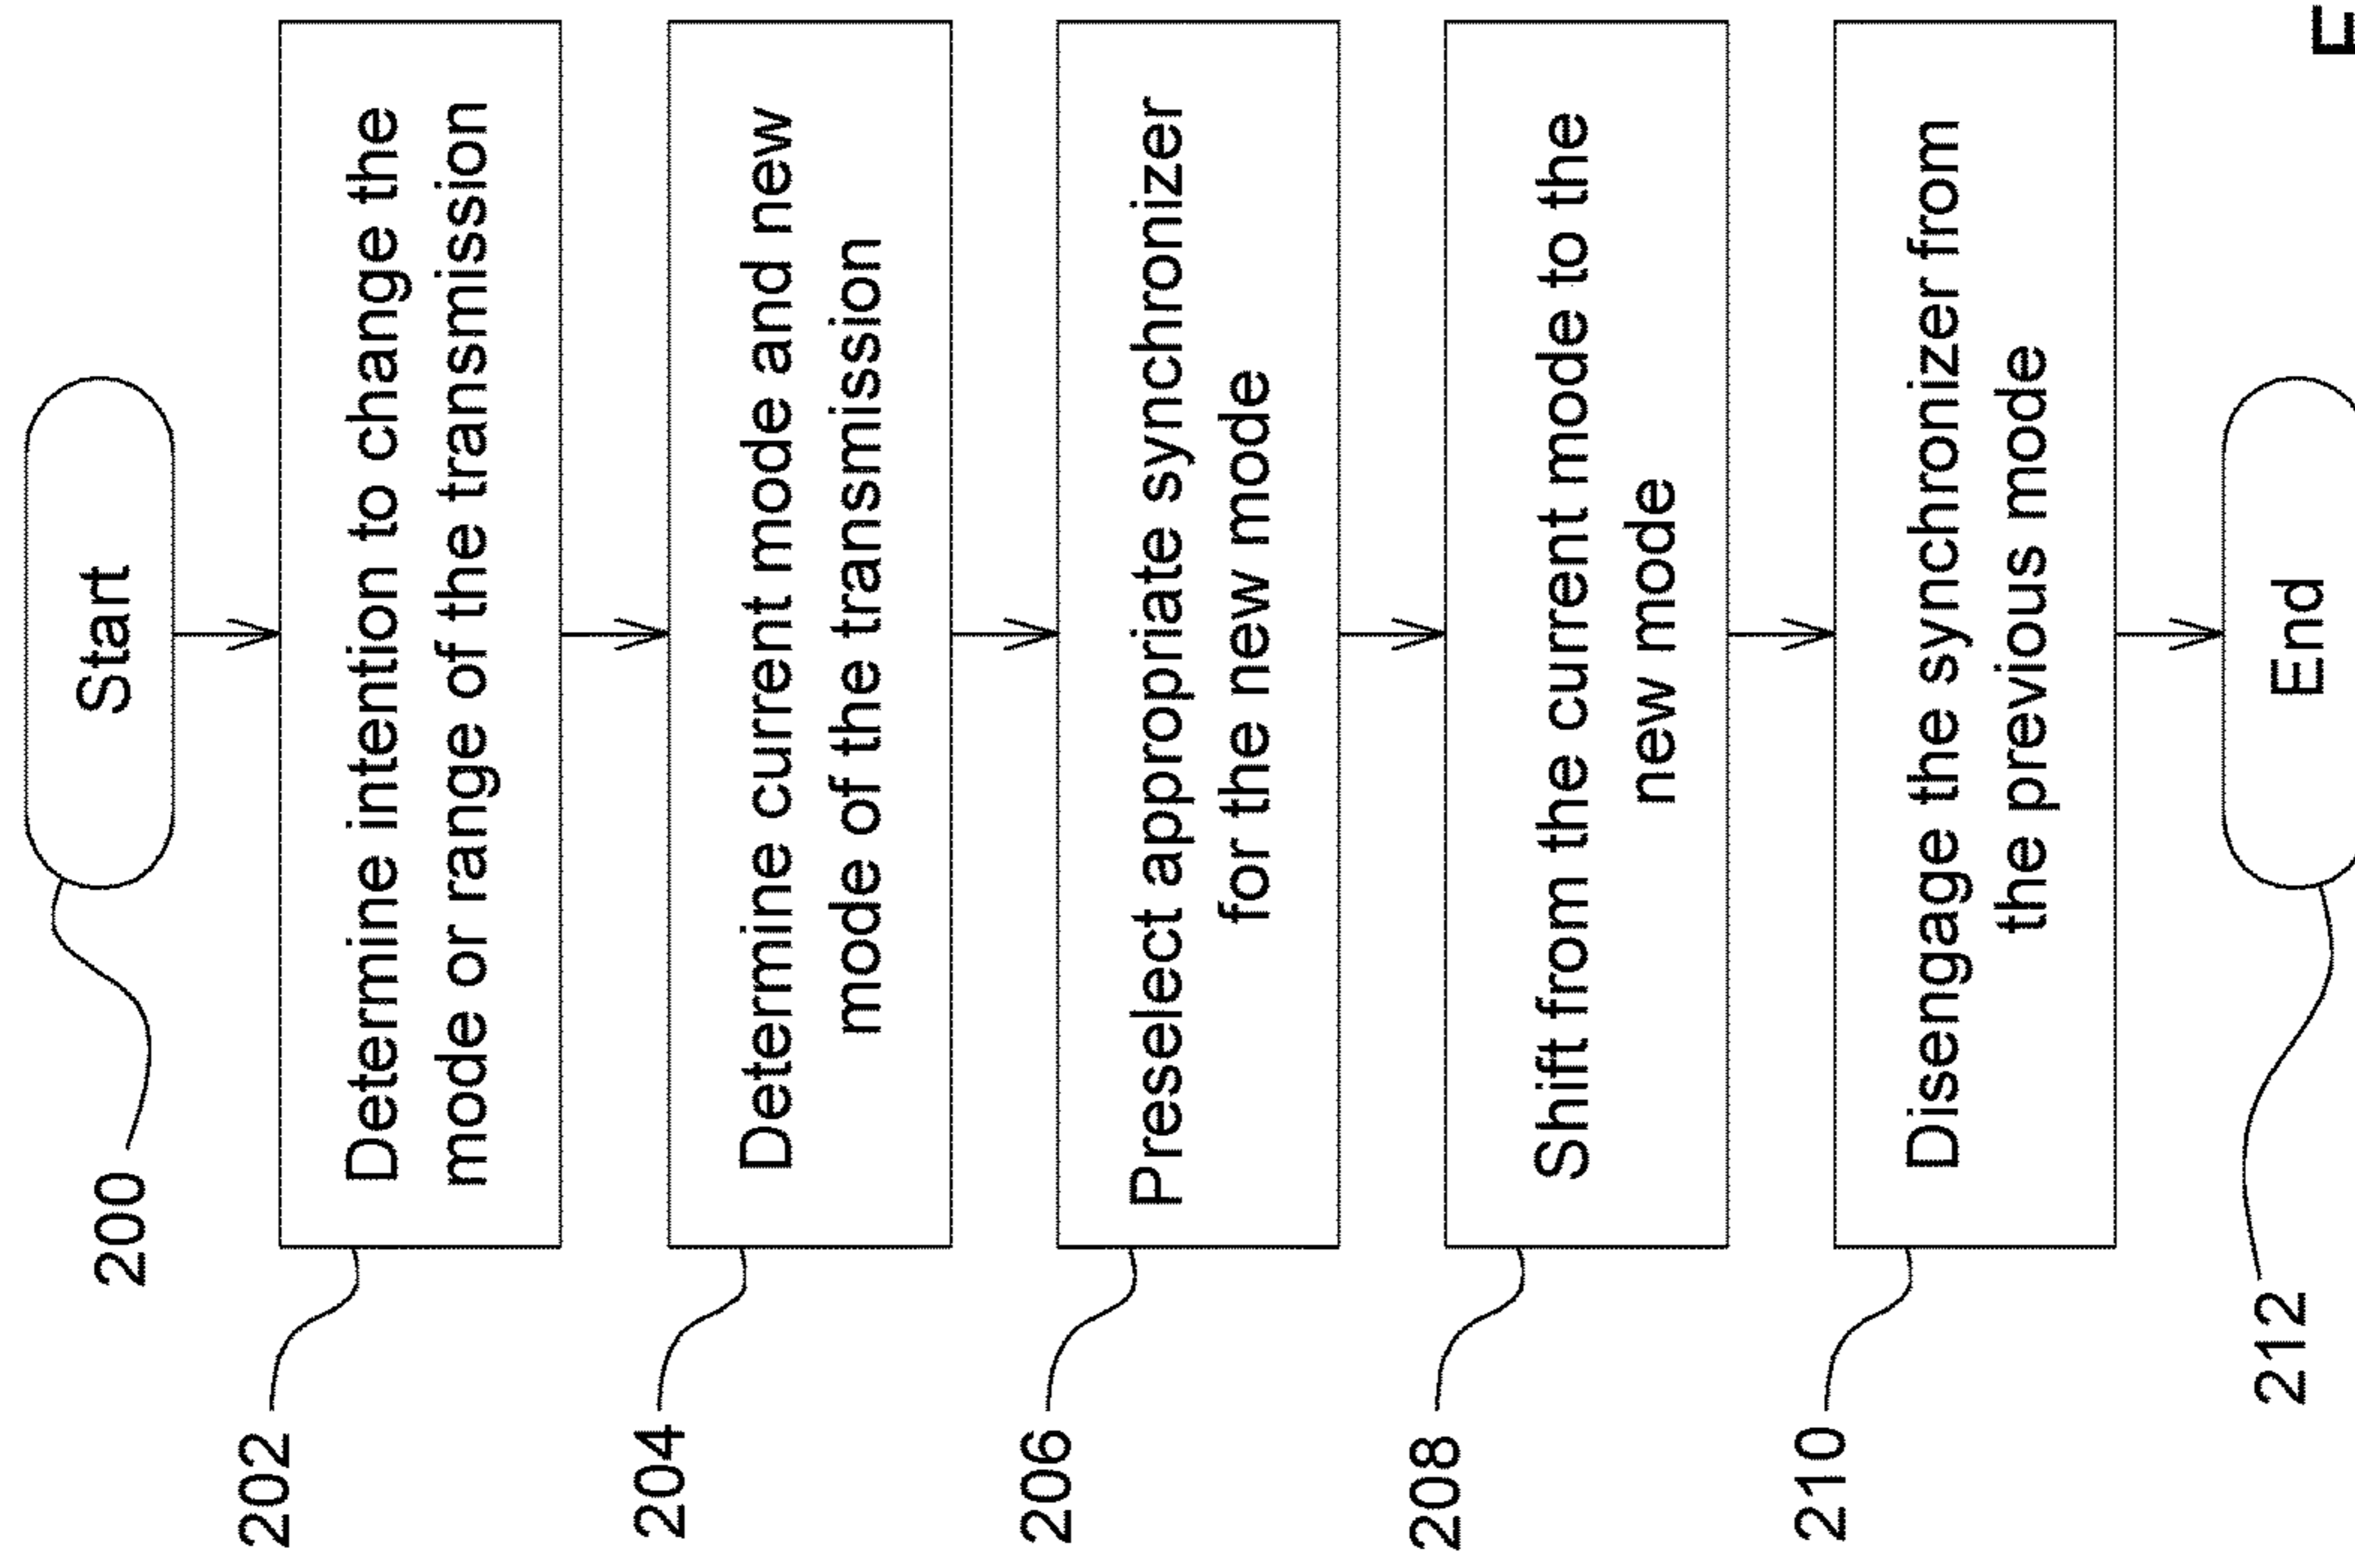 Start
200
Determine intention to change the
mode or range of the transmission
202
Determine current mode and new
mode of the transmission
204
Preselect appropriate synchronizer
for the new mode
206
Shift from the current mode to the
new mode
208
Disengage the synchronizer from
the previous mode
210
End
212